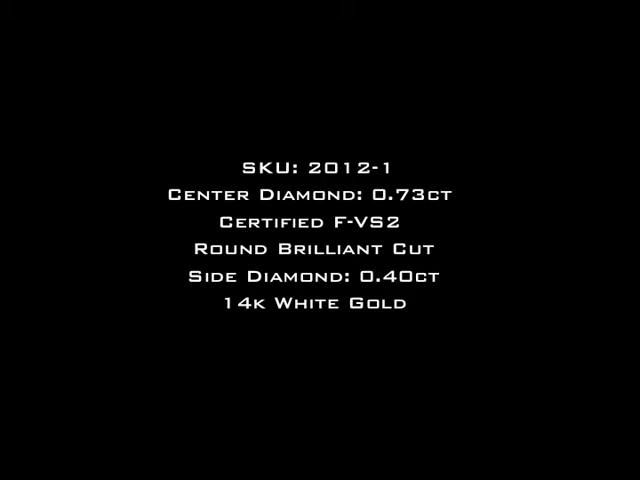 SKU: 2012-1
Center Diamond: 0.73ct
Certified F-VS2
Round Brilliant Cut
Side Diamond: 0.40ct
14k White Gold